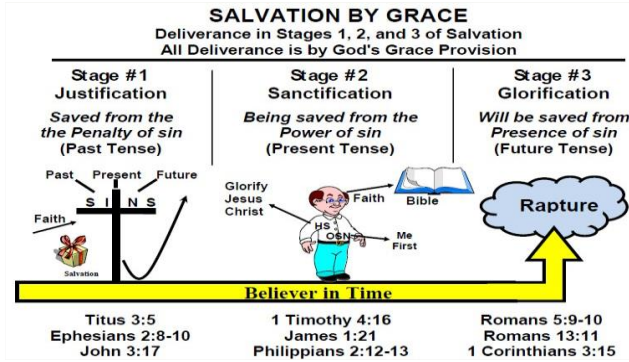 SALVATION BY GRACE
Deliverance in Stages 1, 2, and 3 of Salvation
All Deliverance is by God's Grace Provision
Stage #1
Justification
Saved from the
the Penalty of sin
(Past Tense)
Past Present Future
S I N S
Faith
Salvation
Stage #2
Sanctification
Being saved from the
Power of sin
(Present Tense)
Glorify
Jesus
Christ
Faith
Bible
HS
OSN
Me
First
Stage #3
Glorification
Will be saved from
Presence of sin
(Future Tense)
Rapture
Believer in Time
Titus 3:5
Ephesians 2:8-10
John 3:17
1 Timothy 4:16
James 1:21
Philippians 2:12-13
Romans 5:9-10
Romans 13:11
1 Corinthians 3:15